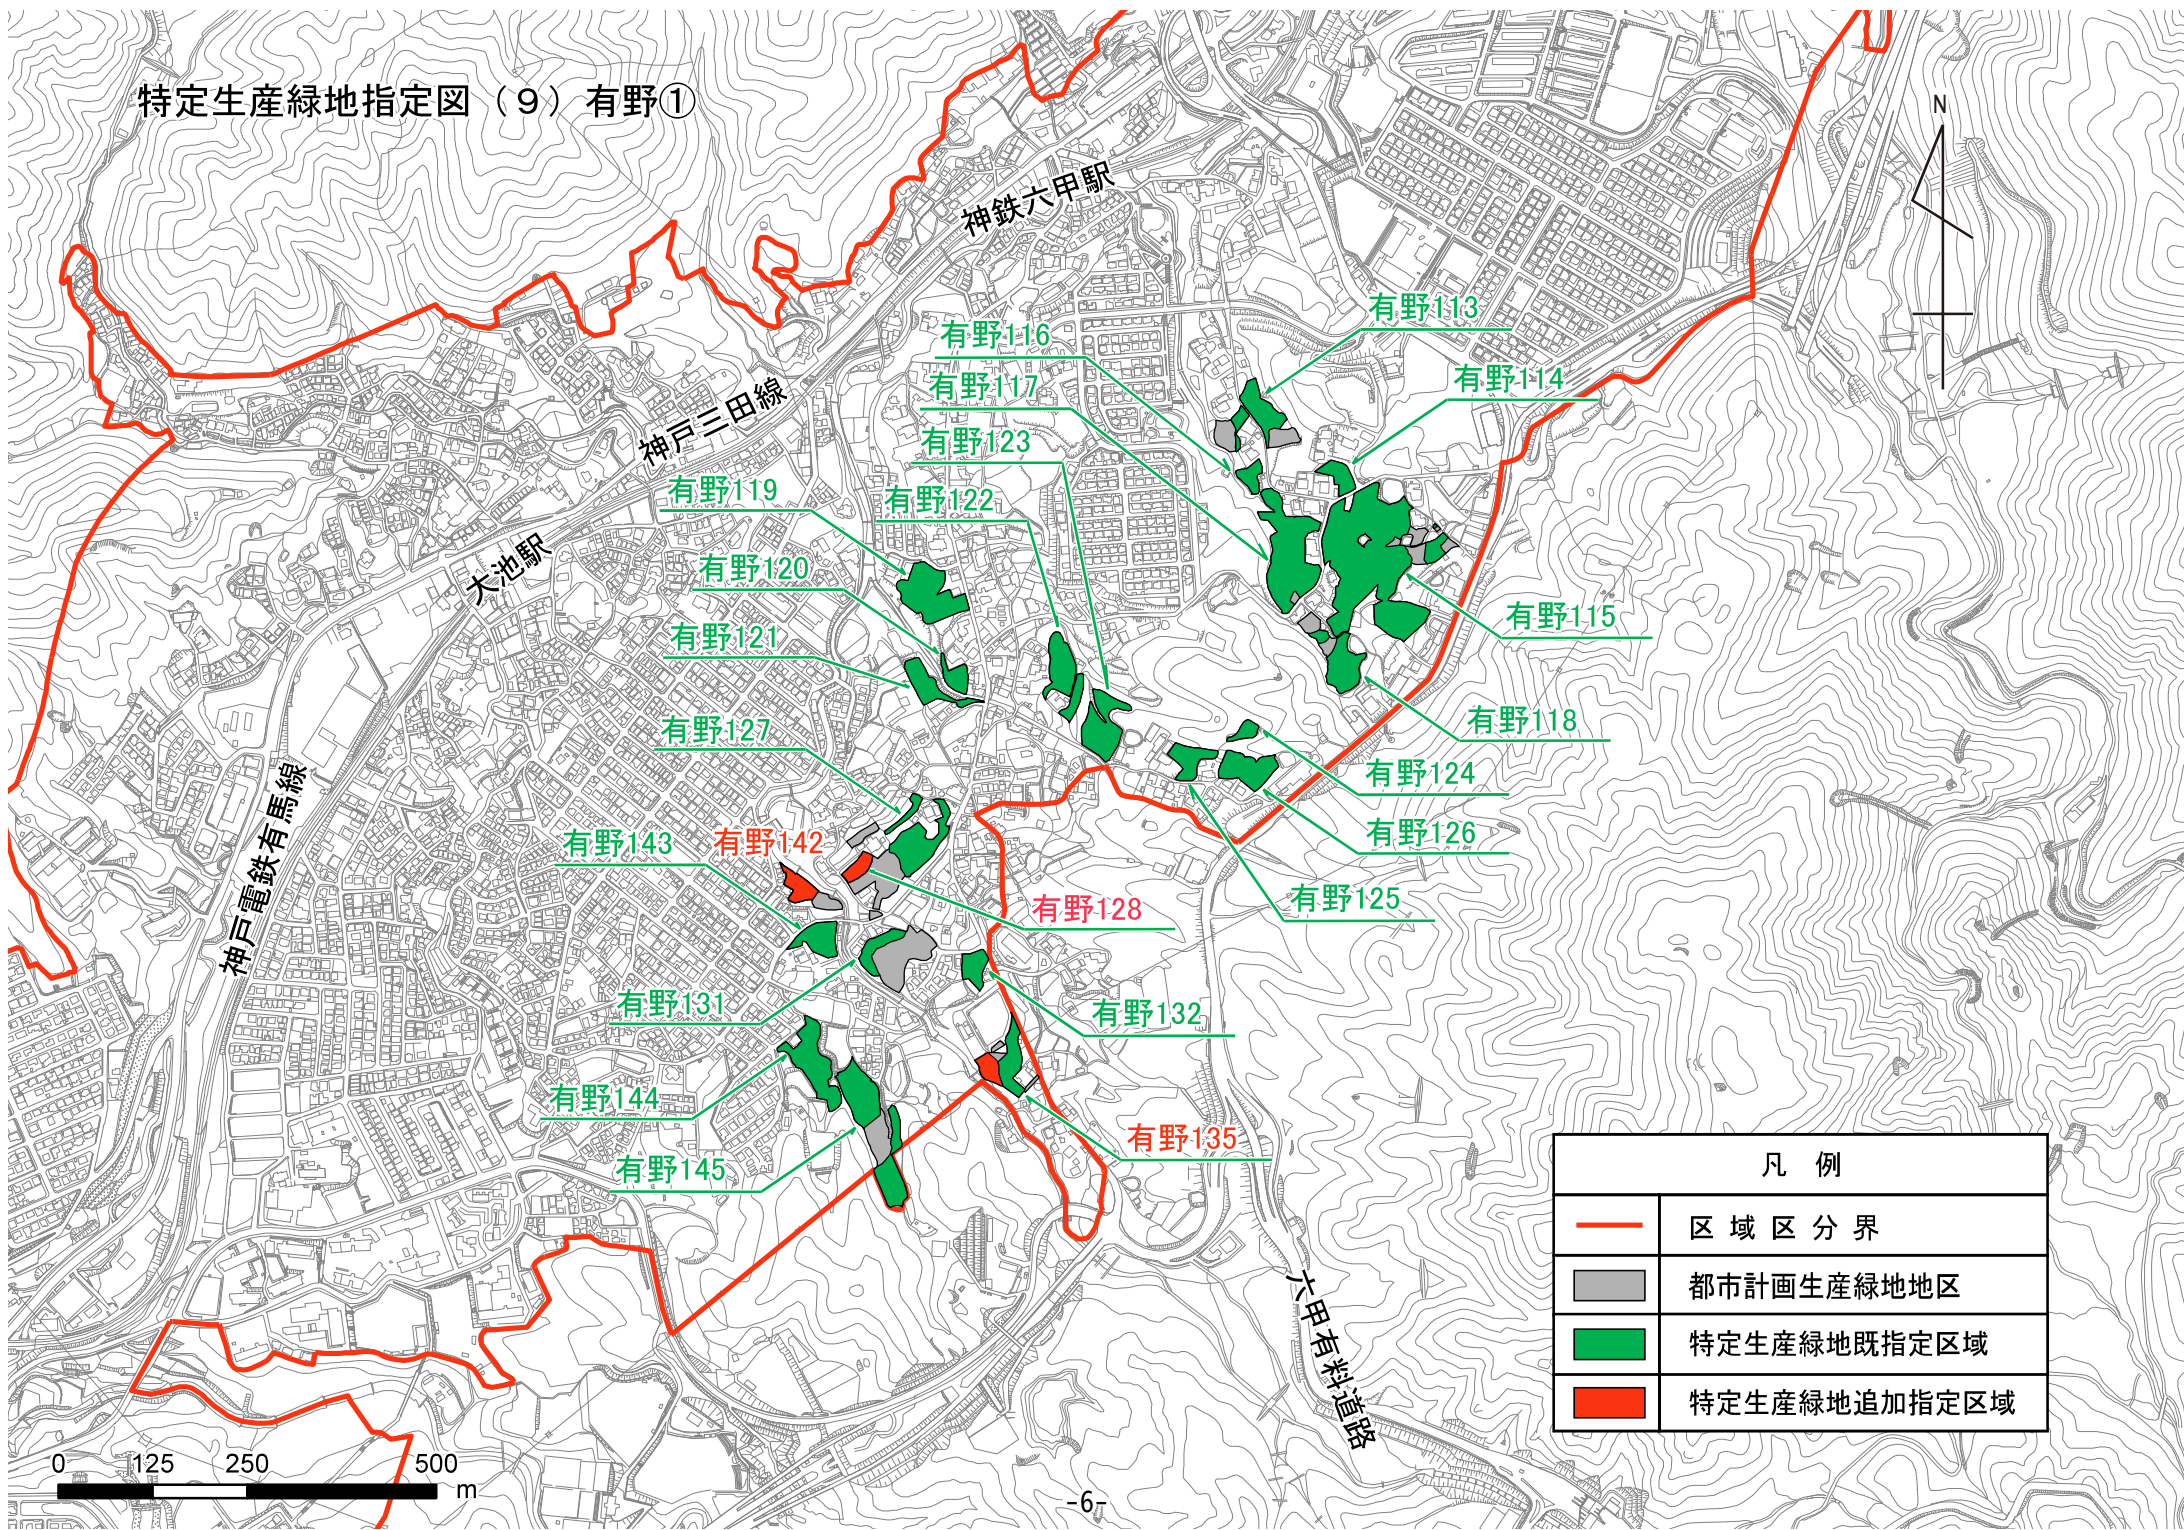 特定生産緑地指定図（９）有野①
N
神鉄六甲駅
有野113
有野116
有野114
有野117
神戸三田線
有野123
有野119
有野122
大池駅
有野120
有野115
有野121
有野118
有野127
有野124
神戸電鉄有馬線
有野126
有野143
有野142
有野125
有野128
有野131
有野132
有野144
有野135
有野145
六甲有料道路
凡 例
区 域 区 分 界
都市計画生産緑地地区
特定生産緑地既指定区域
特定生産緑地追加指定区域
0 125 250 500
m
-6-